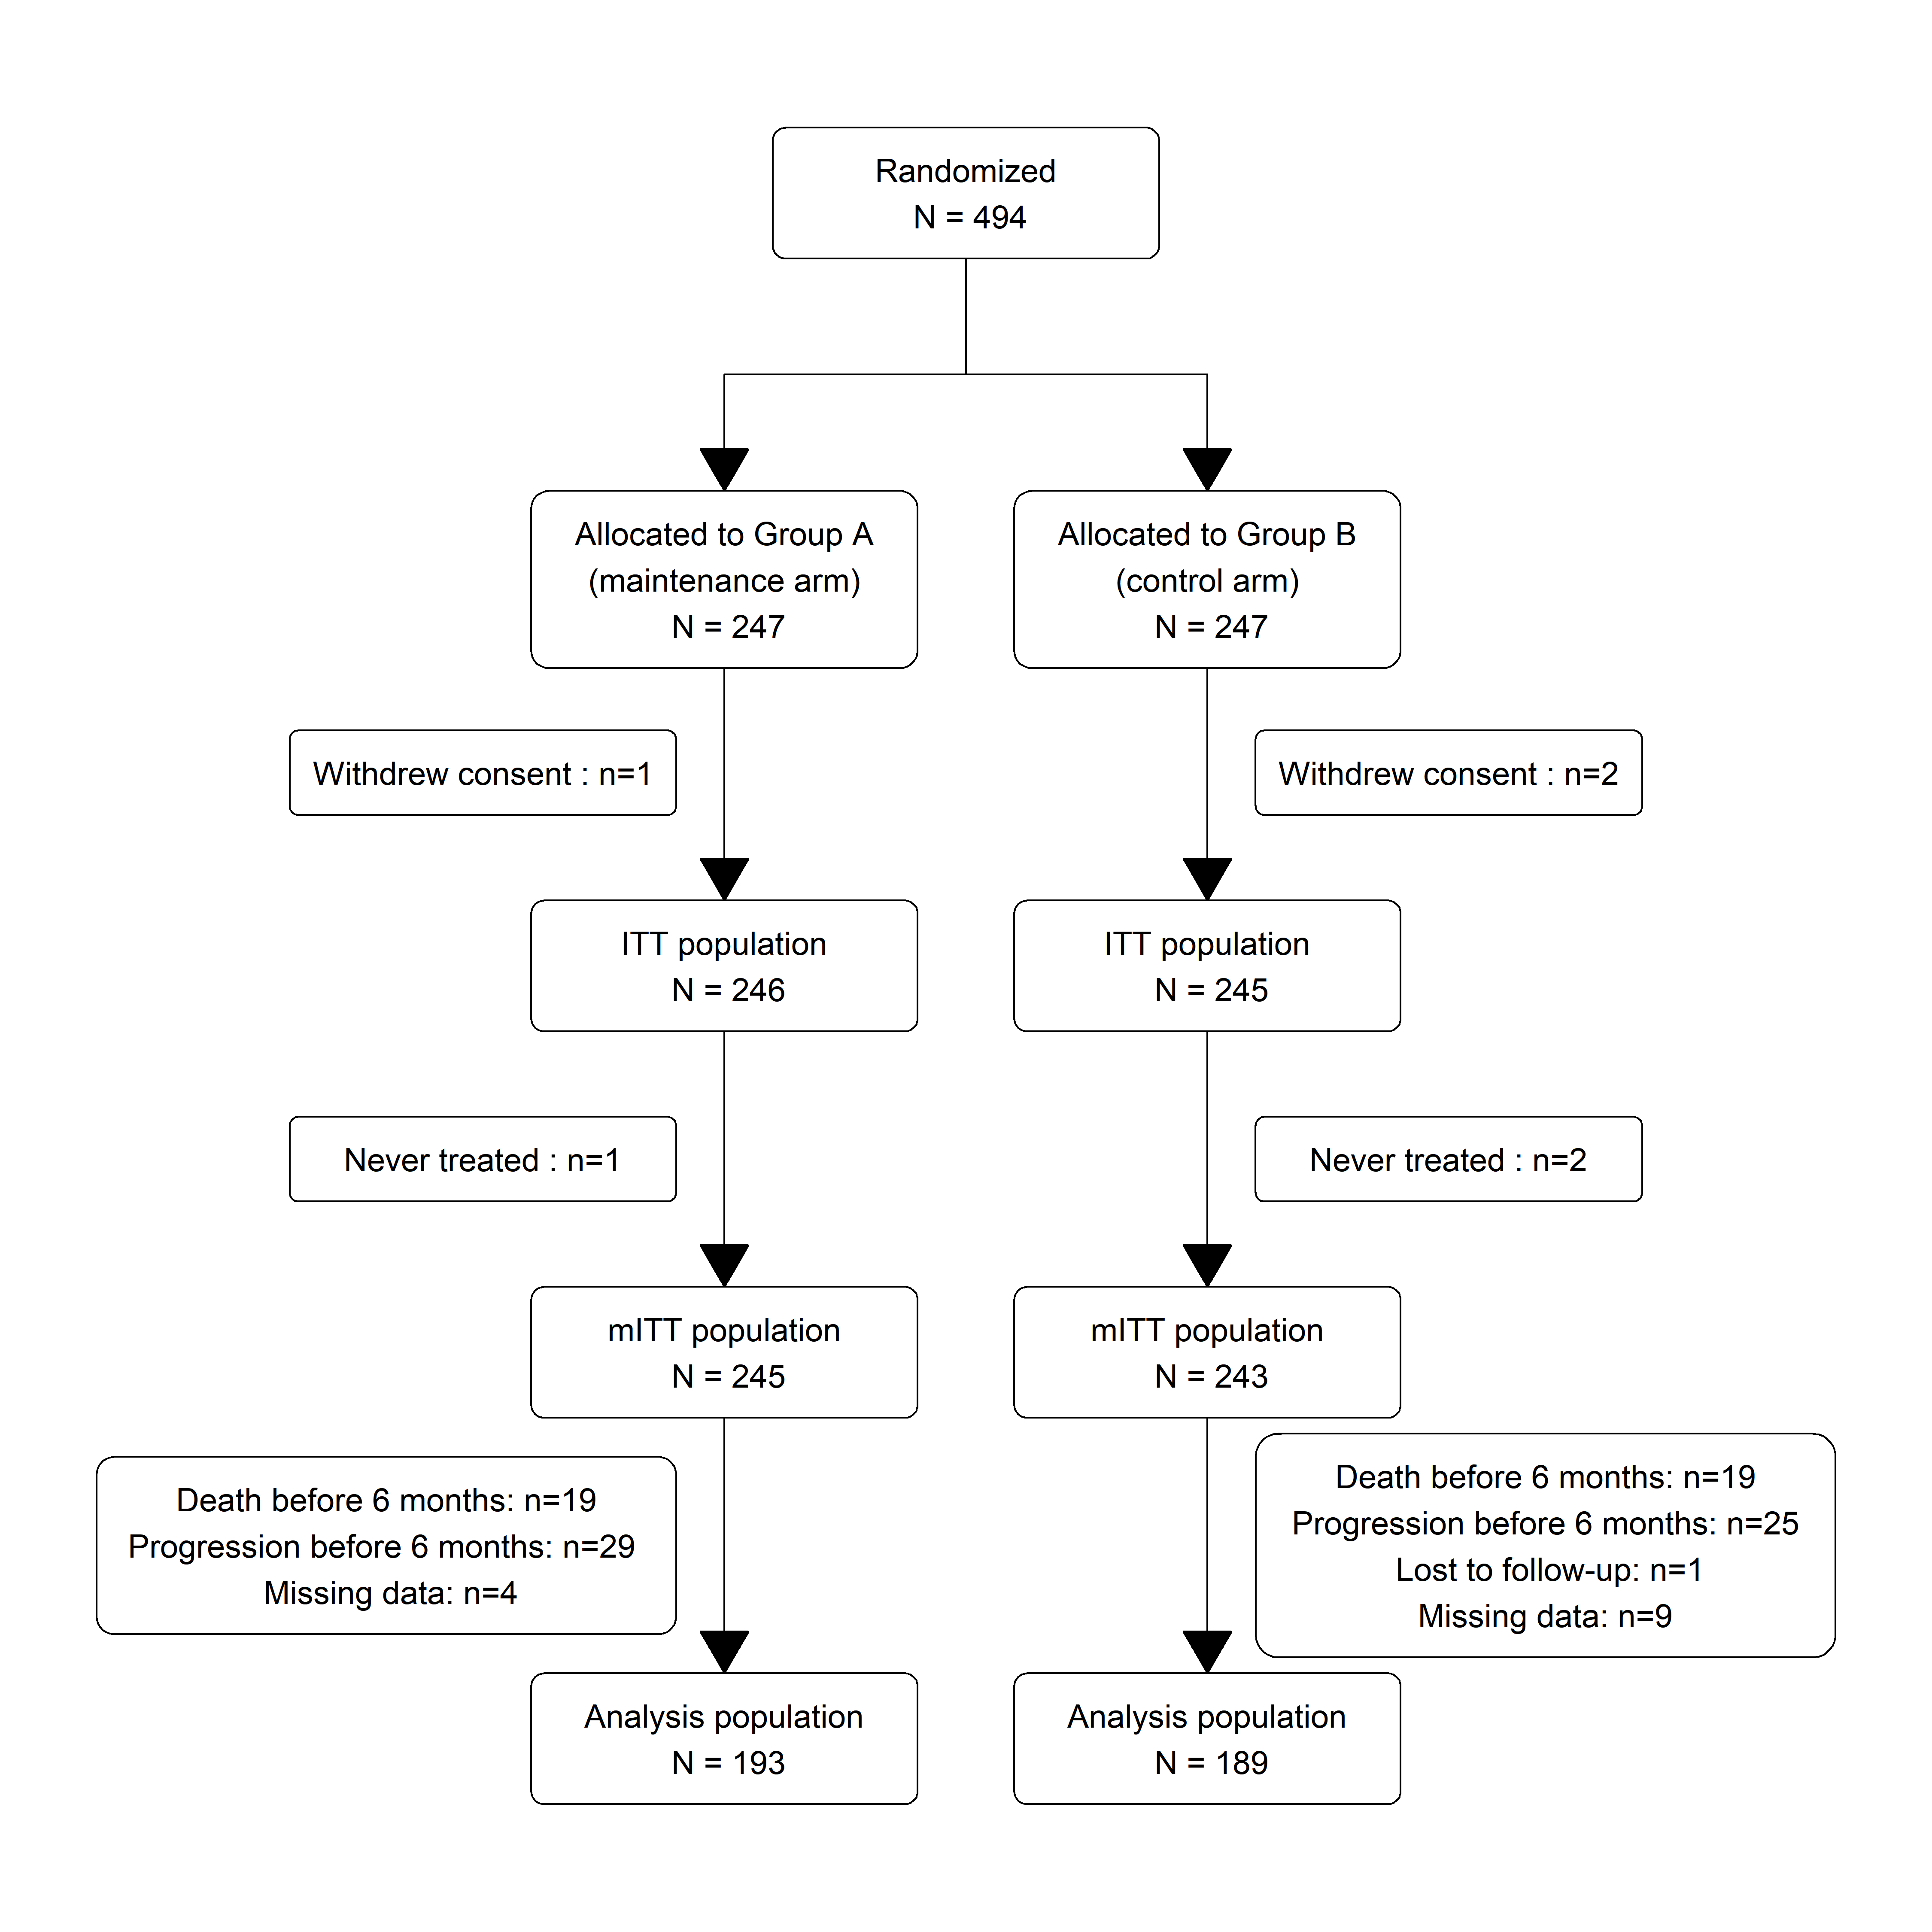 Randomized
N = 494
Allocated to Group A
(maintenance arm)
N = 247
Allocated to Group B
(control arm)
N = 247
Withdrew consent : n=1
Withdrew consent : n=2
ITT population
N = 246
ITT population
N = 245
Never treated : n=1
Never treated : n=2
mITT population
N = 245
mITT population
N = 243
Death before 6 months: n=19
Progression before 6 months: n=29
Missing data: n=4
Death before 6 months: n=19
Progression before 6 months: n=25
Lost to follow-up: n=1
Missing data: n=9
Analysis population
N = 193
Analysis population
N = 189